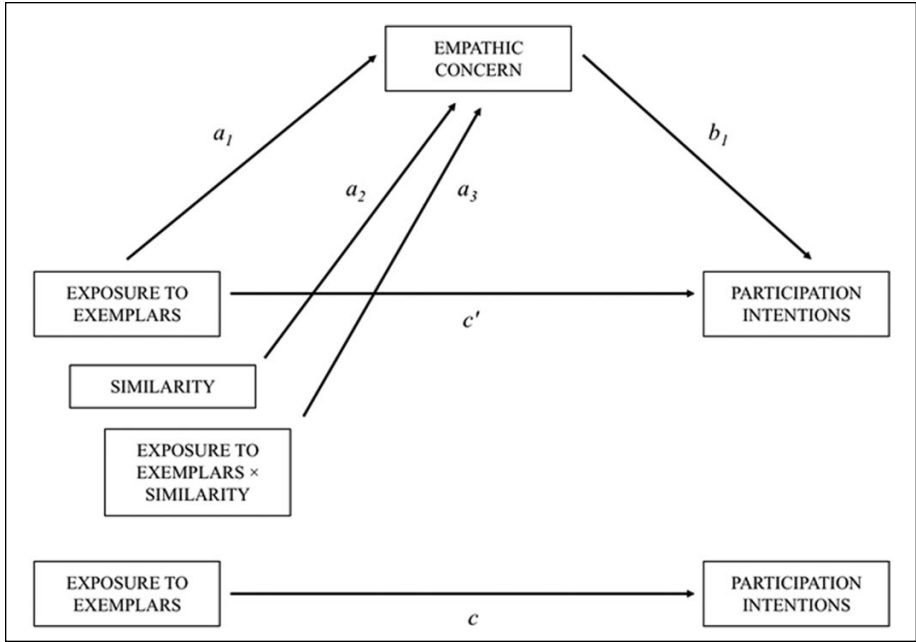 EMPATHIC
CONCERN
a1
a2
a3
b1
EXPOSURE TO
EXEMPLARS
c'
PARTICIPATION
INTENTIONS
SIMILARITY
EXPOSURE TO
EXEMPLARS ×
SIMILARITY
EXPOSURE TO
EXEMPLARS
c
PARTICIPATION
INTENTIONS